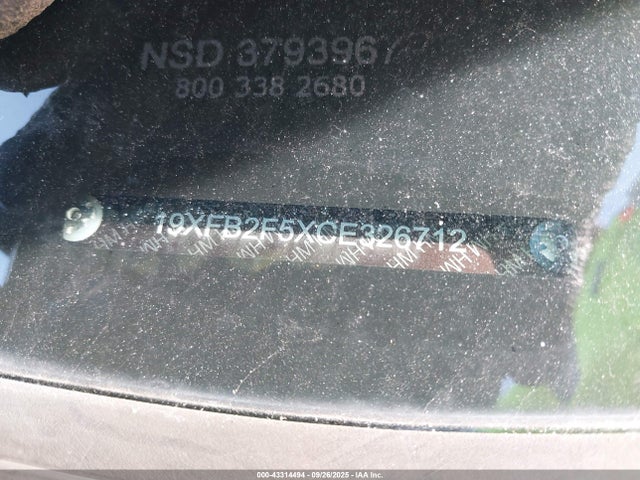 NSD 379396
800 338 2680
19XFB2F5XCE326712
000-43314494 | 09/26/2025 | IAA Inc.